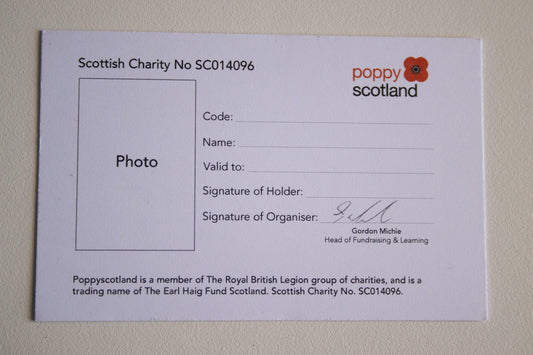 Scottish Charity No SC014096
poppy
scotland
Photo
Code:
Name:
Valid to:
Signature of Holder:
Signature of Organiser:
Gordon Michie
Head of Fundraising & Learning
Poppyscotland is a member of The Royal British Legion group of charities, and is a
trading name of The Earl Haig Fund Scotland. Scottish Charity No. SC014096.